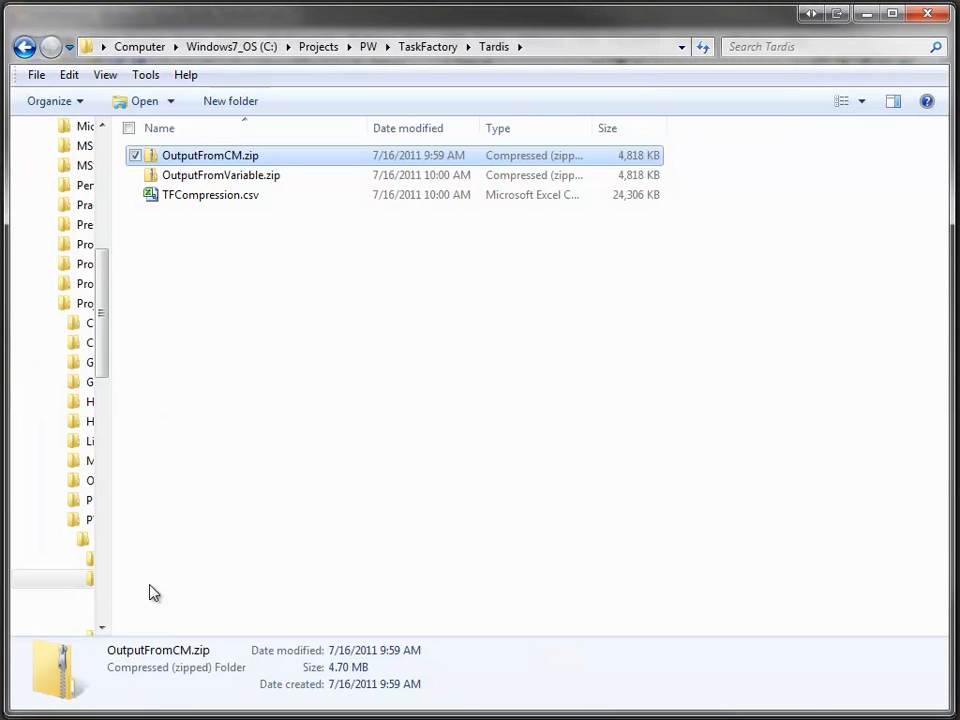 Computer Windows7_OS (C:) Projects PW TaskFactory Tardis Search Tardis
File Edit View Tools Help
Organize Open New folder
Name Date modified Type Size
OutputFromCM.zip 7/16/2011 9:59 AM Compressed (zipp... 4,818 KB
OutputFromVariable.zip 7/16/2011 10:00 AM Compressed (zipp... 4,818 KB
TFCompression.csv 7/16/2011 10:00 AM Microsoft Excel C... 24,306 KB
Mic
MS
MS
Per
Pra
Pre
Pro
Pro
Pro
Pro
C
C
G
G
H
H
Li
M
O
P
P
OutputFromCM.zip Date modified: 7/16/2011 9:59 AM
Compressed (zipped) Folder Size: 4.70 MB
Date created: 7/16/2011 9:59 AM